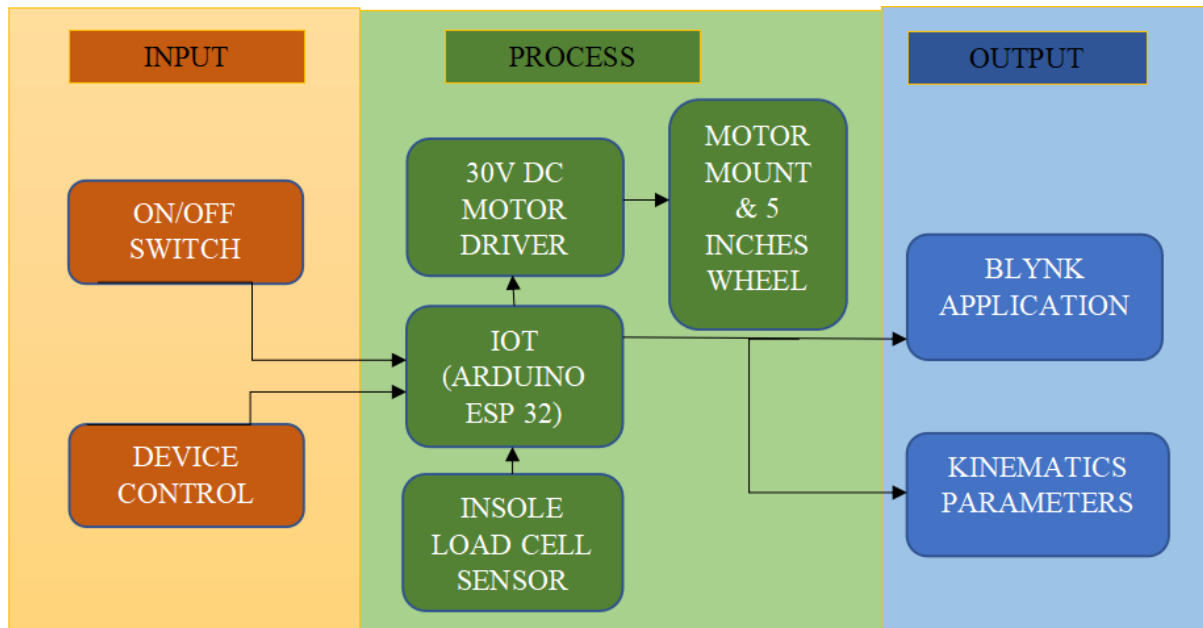 INPUT
PROCESS
OUTPUT
ON/OFF
SWITCH
DEVICE
CONTROL
30V DC
MOTOR
DRIVER
MOTOR
MOUNT
& 5
INCHES
WHEEL
IOT
(ARDUINO
ESP 32)
INSOLE
LOAD CELL
SENSOR
BLYNK
APPLICATION
KINEMATICS
PARAMETERS